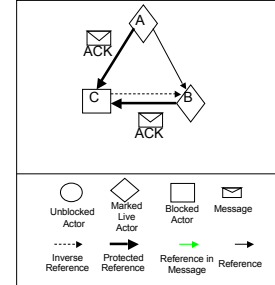 A
ACK
C
B
ACK
Unblocked
Actor
Marked
Live
Actor
Blocked
Actor
Message
Inverse
Reference
Protected
Reference
Reference in
Message
Reference